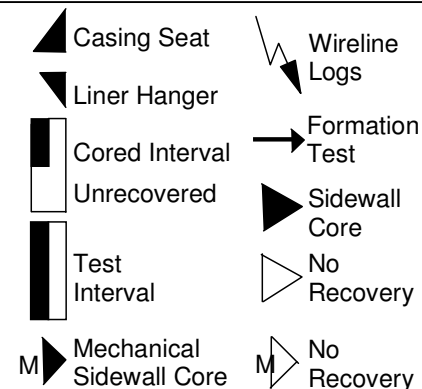 Casing Seat
Liner Hanger
Cored Interval
Unrecovered
Test
Interval
M Mechanical
Sidewall Core
Wireline
Logs
Formation
Test
Sidewall
Core
No
Recovery
M No
Recovery